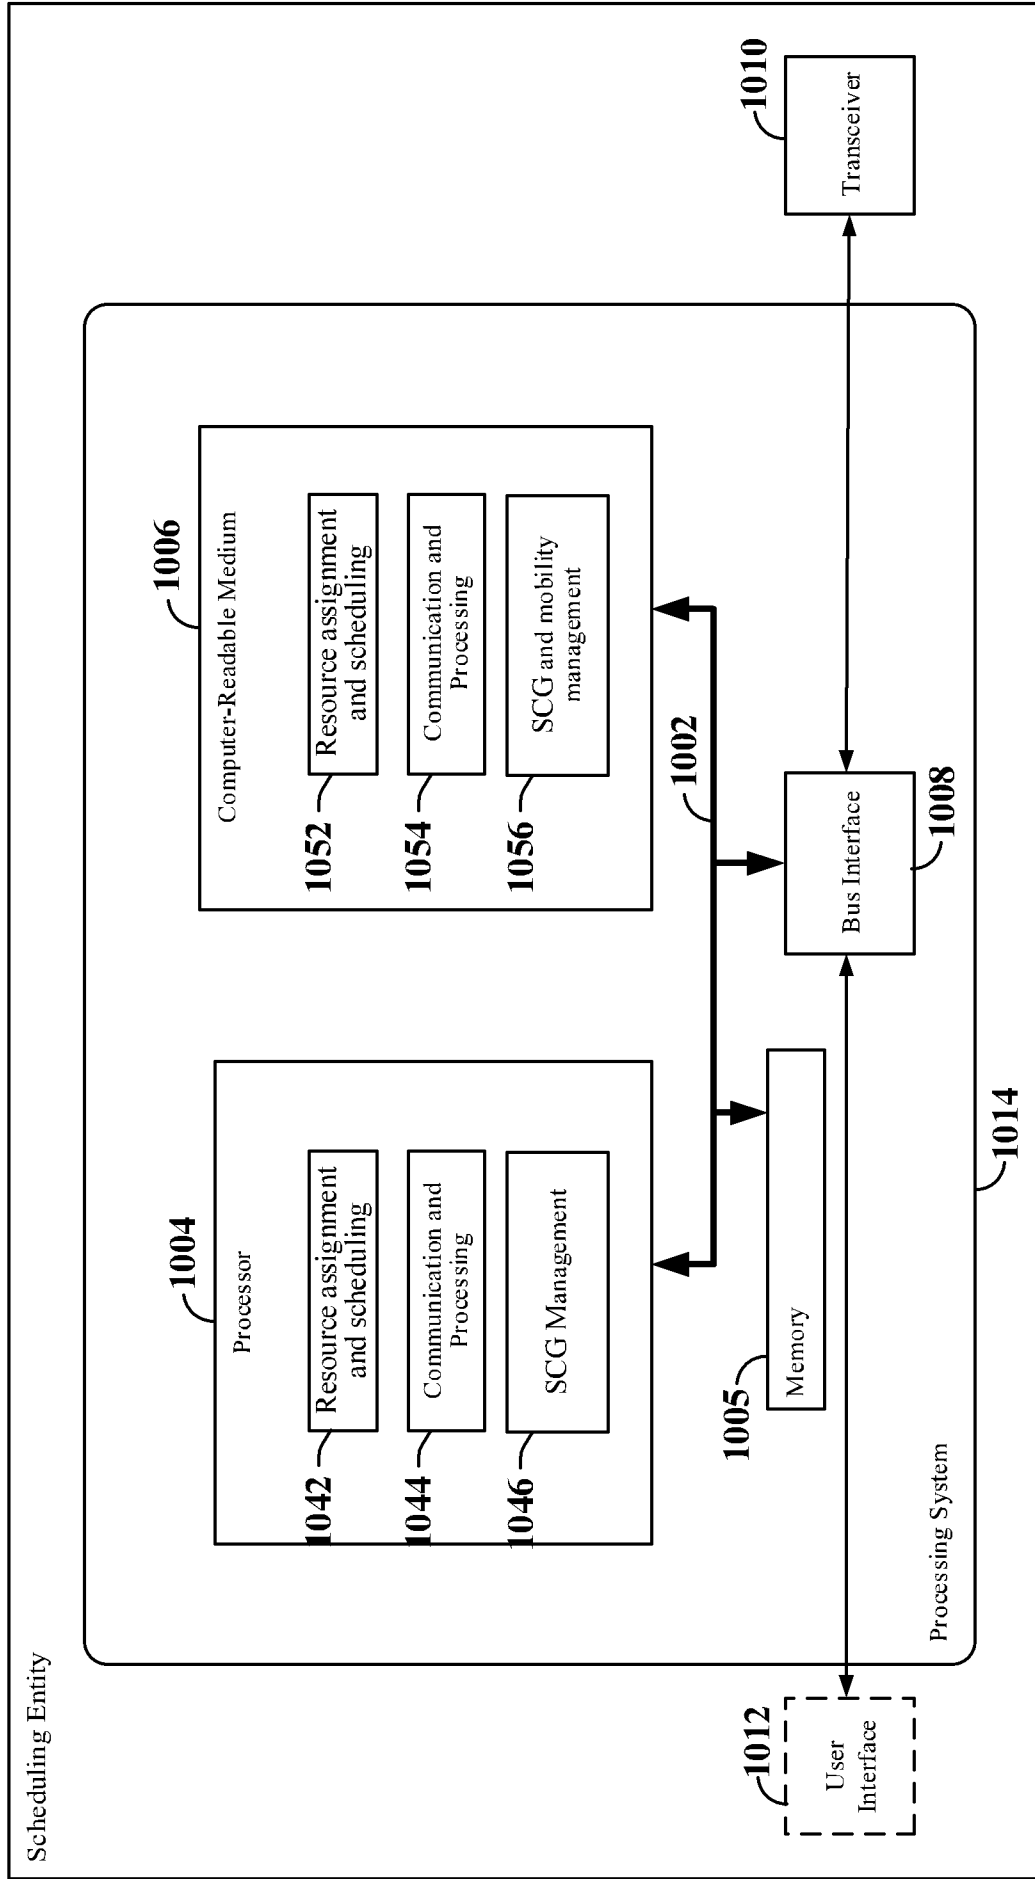 Scheduling Entity
1004
Processor
1042
Resource assignment
and scheduling
1044
Communication and
Processing
1046
SCG Management
1006
Computer-Readable Medium
1052
Resource assignment
and scheduling
1054
Communication and
Processing
1056
SCG and mobility
management
1002
1005
Memory
1012
User
Interface
Bus Interface
1008
1010
Transceiver
Processing System
1014